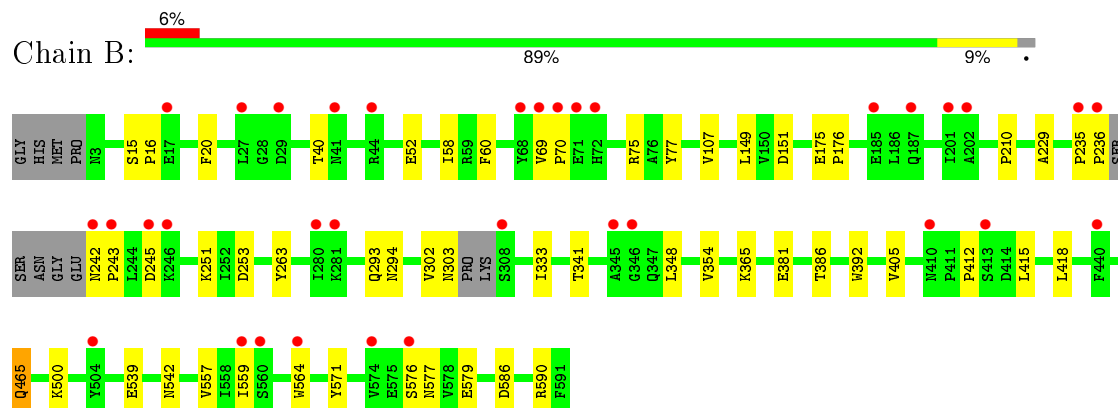 6%
Chain B:
89% 9% •
GLY HIS MET PRO N3 S15 P16 E17 F20 L27 G28 D29 T40 N41 R44 E52 I58 R59 F60 Y68 V69 P70 E71 H72 R75 A76 Y77 V107 L149 V150 D151 E175 P176 E185 L186 Q187 I201 A202 P210 A229 P235 P236 SER
SER ASN GLY GLU N242 P243 L244 D245 K246 K251 I252 D253 Y263 I280 K281 Q293 N294 V302 N303 PRO LYS S308 I333 T341 A345 G346 Q347 L348 V354 K365 E381 T386 W392 V405 N410 P411 P412 S413 D414 L415 L418 F440
Q465 K500 Y504 E539 N542 V557 I558 I559 S560 W564 Y571 V574 E575 S576 N577 V578 E579 D586 R590 F591